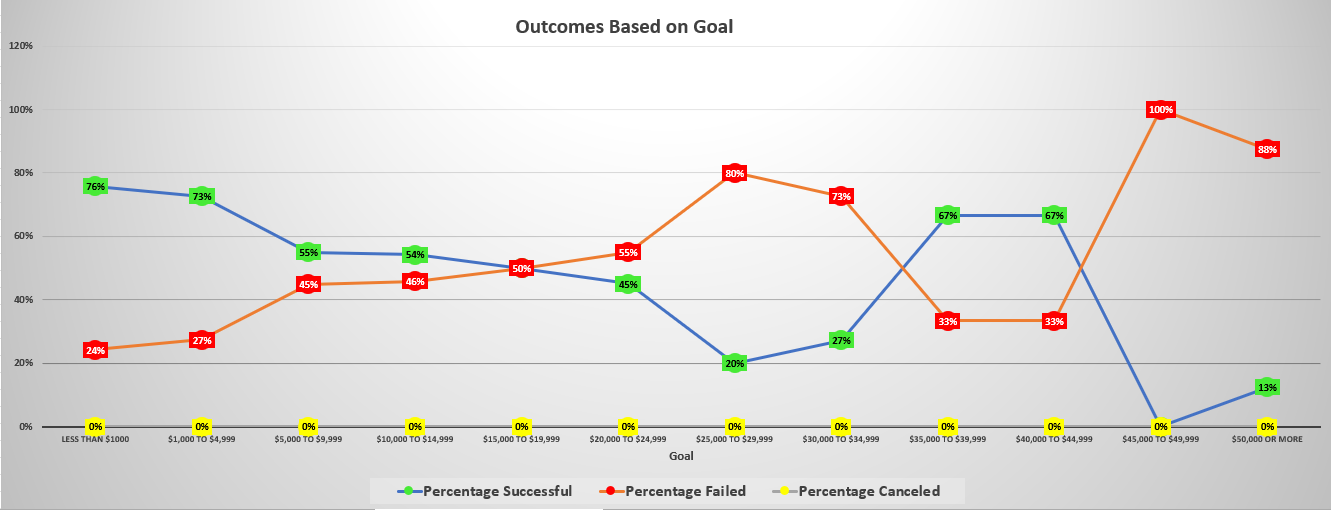 Outcomes Based on Goal
120%
100%
80%
60%
40%
20%
0%
76% 73% 55% 54% 45% 20% 27% 67% 67% 13%
24% 27% 45% 46% 50% 55% 80% 73% 33% 33% 100% 88%
0% 0% 0% 0% 0% 0% 0% 0% 0% 0% 0% 0%
LESS THAN $1000 $1,000 TO $4,999 $5,000 TO $9,999 $10,000 TO $14,999 $15,000 TO $19,999 $20,000 TO $24,999 $25,000 TO $29,999 $30,000 TO $34,999 $35,000 TO $39,999 $40,000 TO $44,999 $45,000 TO $49,999 $50,000 OR MORE
Goal
Percentage Successful Percentage Failed Percentage Canceled